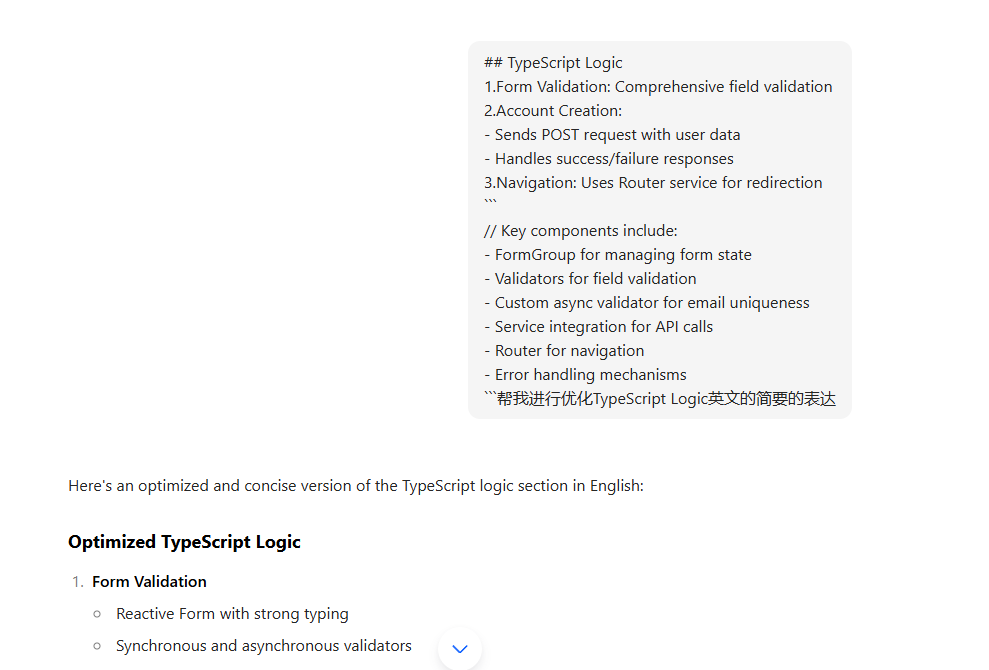 ## TypeScript Logic
1.Form Validation: Comprehensive field validation
2.Account Creation:
- Sends POST request with user data
- Handles success/failure responses
3.Navigation: Uses Router service for redirection
```
// Key components include:
- FormGroup for managing form state
- Validators for field validation
- Custom async validator for email uniqueness
- Service integration for API calls
- Router for navigation
- Error handling mechanisms
```帮我进行优化TypeScript Logic英文的简要的表达
Here's an optimized and concise version of the TypeScript logic section in English:
Optimized TypeScript Logic
1. Form Validation
○ Reactive Form with strong typing
○ Synchronous and asynchronous validators